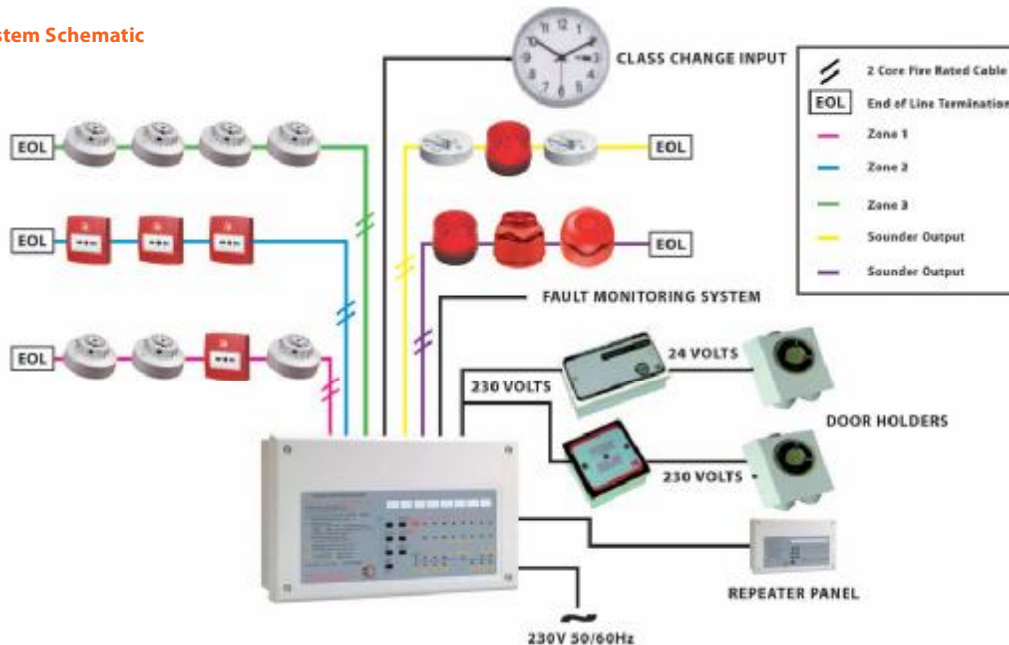 stem Schematic
CLASS CHANGE INPUT
2 Core Fire Rated Cable
EOL End of Line Termination
Zone 1
Zone 2
Zone 3
Sounder Output
Sounder Output
EOL
EOL
EOL
EOL
EOL
FAULT MONITORING SYSTEM
24 VOLTS
230 VOLTS
DOOR HOLDERS
230 VOLTS
REPEATER PANEL
230V 50/60Hz